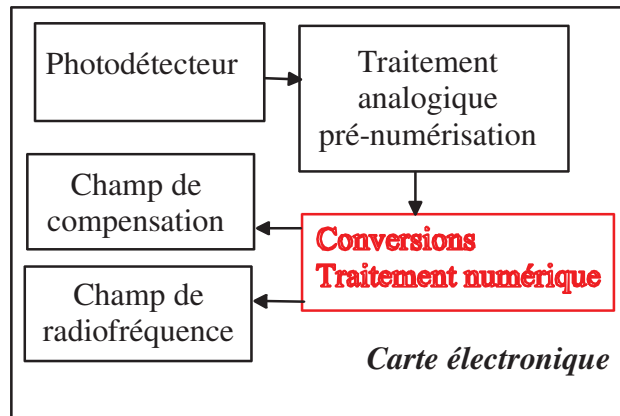 Photodétecteur
Traitement
analogique
pré-numérisation
Champ de
compensation
Conversions
Traitement numérique
Champ de
radiofréquence
Carte électronique